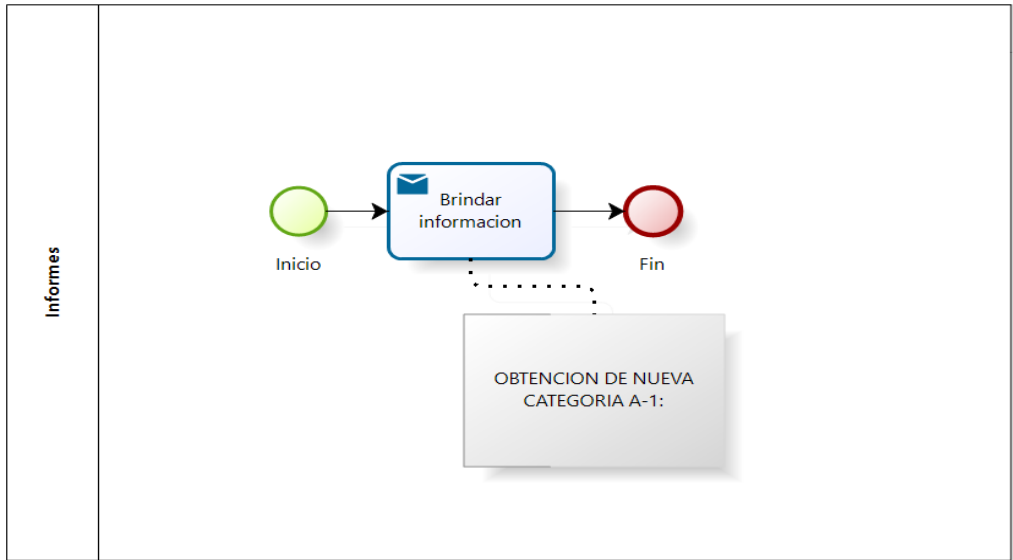 Informes
Brindar
informacion
Inicio
Fin
OBTENCION DE NUEVA
CATEGORIA A-1: